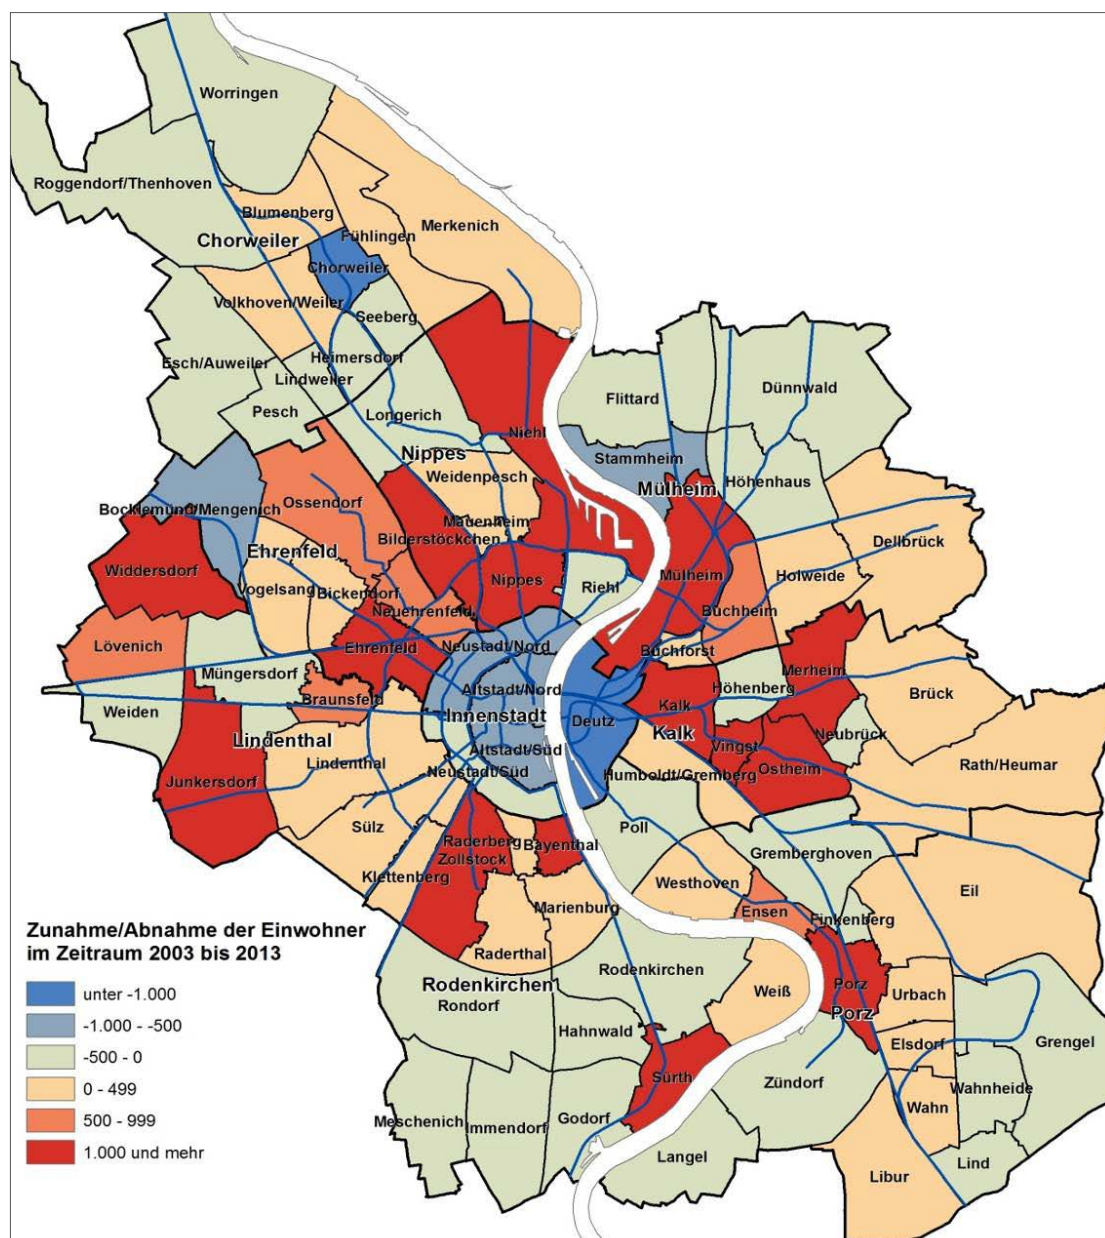 Worringen
Roggendorf/Thenhoven
Blumenberg
Merkenich
Fühlingen
Chorweiler
Chorweiler
Volkhoven/Weiler
Seeberg
Heimersdorf
Esch/Auweiler
Lindweiler
Dünnwald
Flittard
Pesch
Longerich
Niehl
Nippes
Stammheim
Weidenpesch
Höhenhaus
Mülheim
Ossendorf
Bocklemünd/Mengenich
Mauenheim
Bilderstöckchen
Dellbrück
Ehrenfeld
Widdersdorf
Nippes
Mülheim
Holweide
Vogelsang
Bickendorf
Riehl
Neuehrenfeld
Buchheim
Lövenich
Ehrenfeld
Neustadt/Nord
Buchforst
Müngersdorf
Merheim
Altstadt/Nord
Höhenberg
Brück
Braunsfeld
Weiden
Innenstadt
Deutz
Kalk
Kalk
Neubrück
Lindenthal
Altstadt/Süd
Vingst
Lindenthal
Neustadt/Süd
Ostheim
Rath/Heumar
Junkersdorf
Humboldt/Gremberg
Sülz
Poll
Raderberg
Bayenthal
Zollstock
Gremberghoven
Klettenberg
Westhoven
Eil
Marienburg
Ensen
Finkenberg
Raderthal
Rodenkirchen
Rodenkirchen
Rondorf
Weiß
Porz
Porz
Urbach
Hahnwald
Elsdorf
Grengel
Sürth
Zündorf
Wahnheide
Meschenich
Immendorf
Godorf
Wahn
Langel
Lind
Libur
Zunahme/Abnahme der Einwohner
im Zeitraum 2003 bis 2013
unter -1.000
-1.000 - -500
-500 - 0
0 - 499
500 - 999
1.000 und mehr